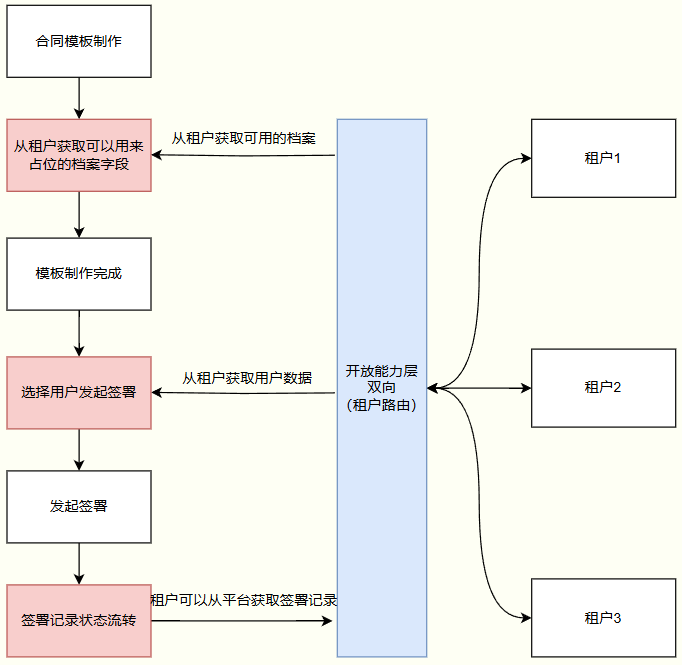 合同模板制作
从租户获取可以用来
占位的档案字段
从租户获取可用的档案
租户1
模板制作完成
选择用户发起签署
从租户获取用户数据
开放能力层
双向
（租户路由）
租户2
发起签署
签署记录状态流转
租户可以从平台获取签署记录
租户3